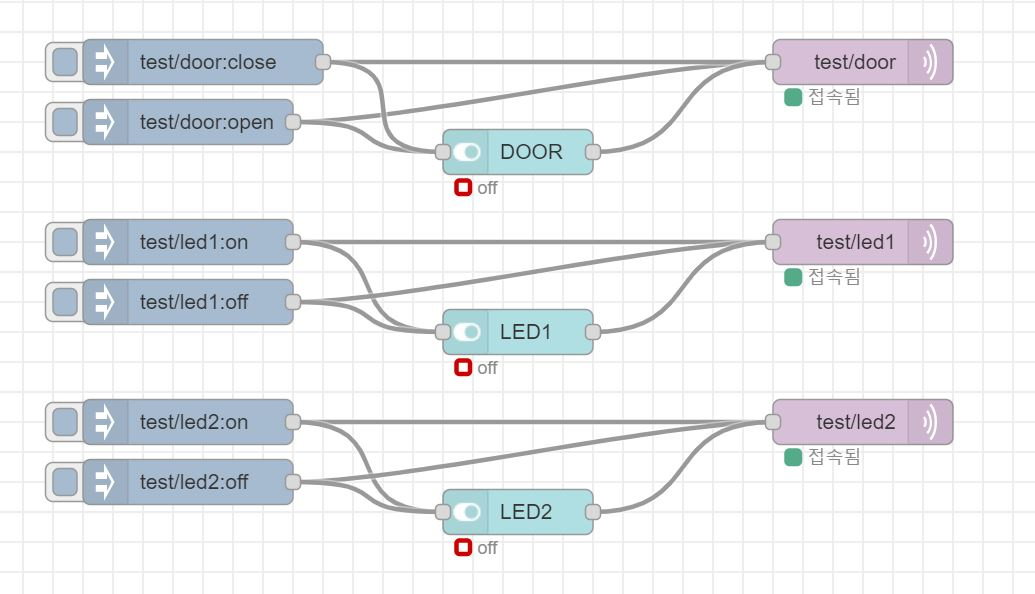 test/door:close
test/door
접속됨
test/door:open
DOOR
off
test/led1:on
test/led1
접속됨
test/led1:off
LED1
off
test/led2:on
test/led2
접속됨
test/led2:off
LED2
off